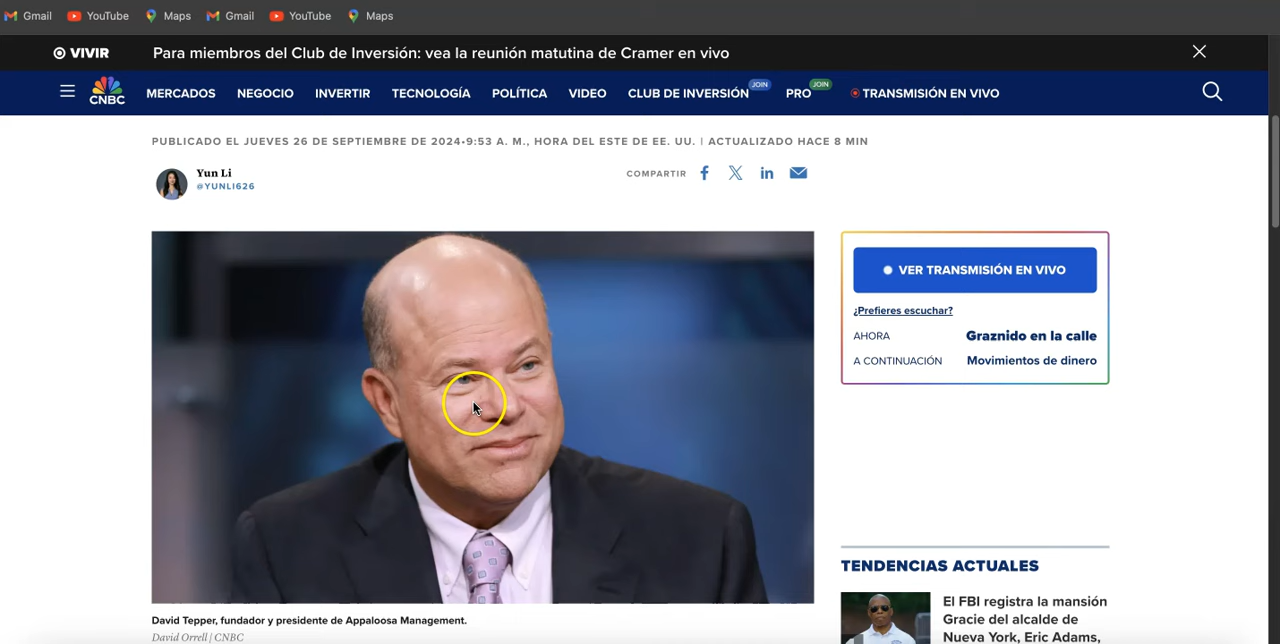 Gmail YouTube Maps Gmail YouTube Maps
VIVIR Para miembros del Club de Inversión: vea la reunión matutina de Cramer en vivo
CNBC MERCADOS NEGOCIO INVERTIR TECNOLOGÍA POLÍTICA VIDEO CLUB DE INVERSIÓN JOIN PRO JOIN TRANSMISIÓN EN VIVO
PUBLICADO EL JUEVES 26 DE SEPTIEMBRE DE 2024•9:53 A. M., HORA DEL ESTE DE EE. UU. | ACTUALIZADO HACE 8 MIN
Yun Li
@YUNLI626
COMPARTIR
VER TRANSMISIÓN EN VIVO
¿Prefieres escuchar?
AHORA Graznido en la calle
A CONTINUACIÓN Movimientos de dinero
David Tepper, fundador y presidente de Appaloosa Management.
David Orrell | CNBC
TENDENCIAS ACTUALES
El FBI registra la mansión
Gracie del alcalde de
Nueva York, Eric Adams,